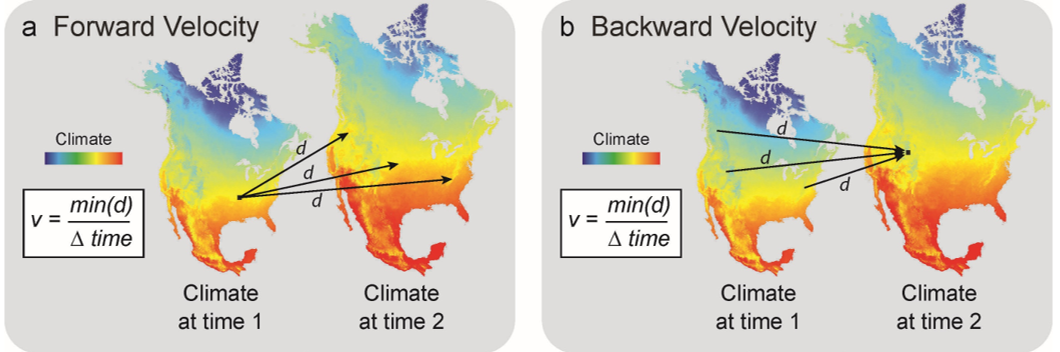 a Forward Velocity
Climate
v = min(d) / Δ time
d
d
d
Climate
at time 1
Climate
at time 2
b Backward Velocity
Climate
v = min(d) / Δ time
d
d
d
Climate
at time 1
Climate
at time 2